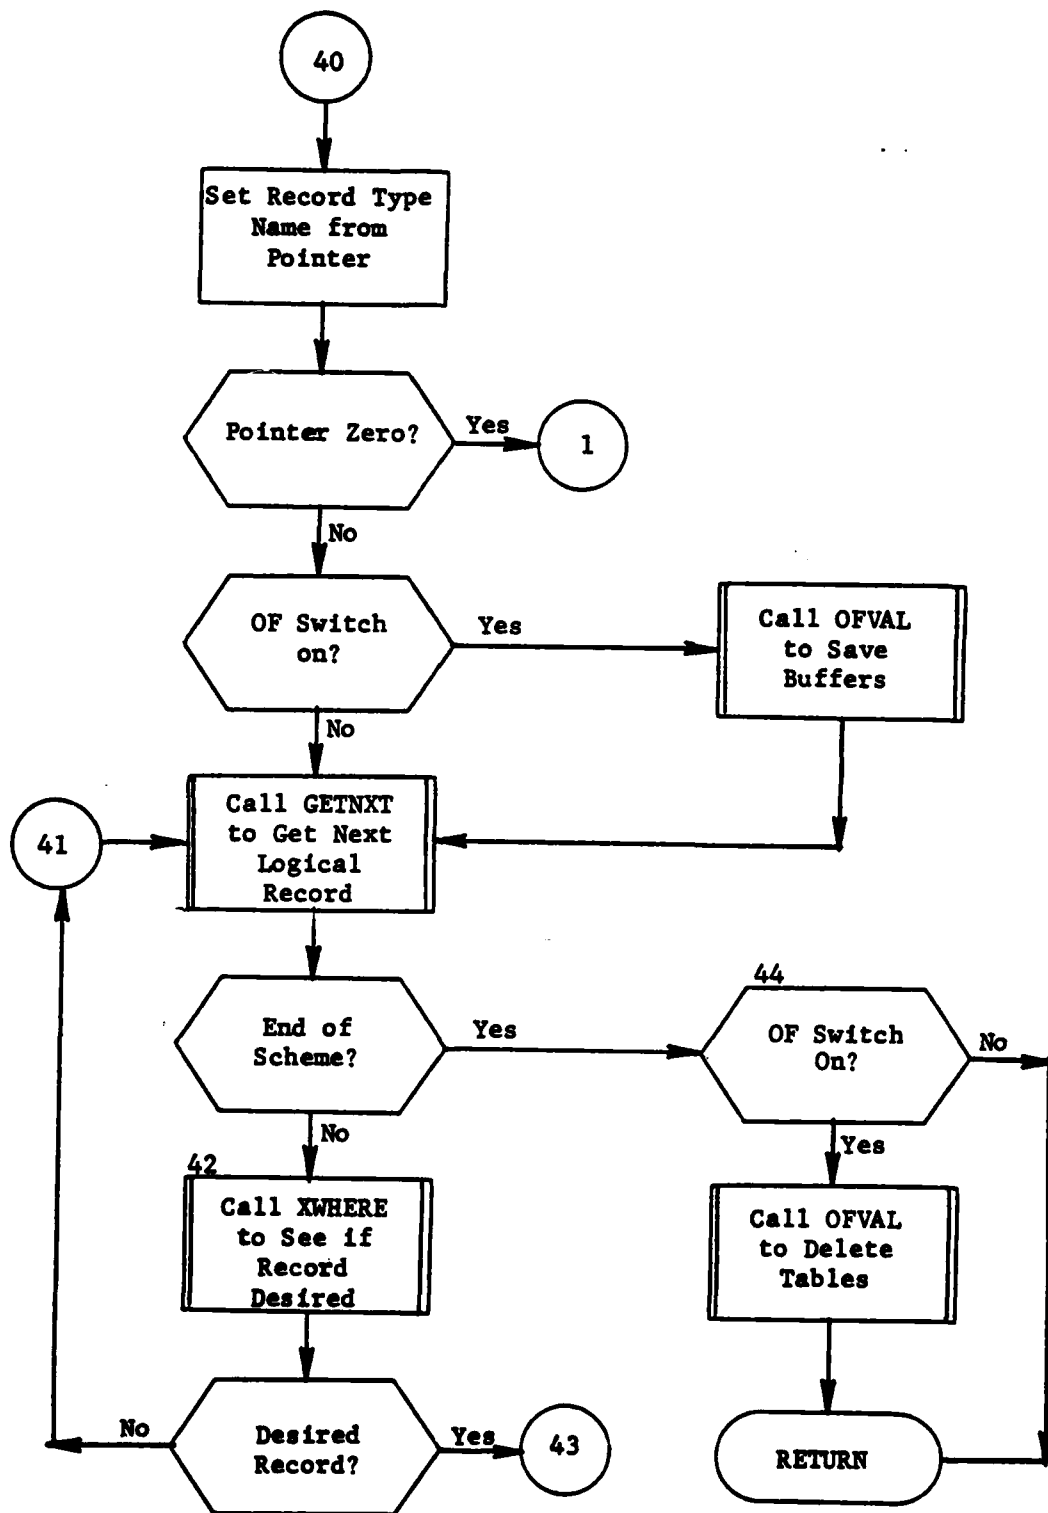 40
Set Record Type
Name from
Pointer
Pointer Zero?
Yes
1
No
OF Switch
on?
Yes
Call OFVAL
to Save
Buffers
No
41
Call GETNXT
to Get Next
Logical
Record
End of
Scheme?
Yes
44
OF Switch
On?
No
No
Yes
42
Call XWHERE
to See if
Record
Desired
Call OFVAL
to Delete
Tables
No
Desired
Record?
Yes
43
RETURN